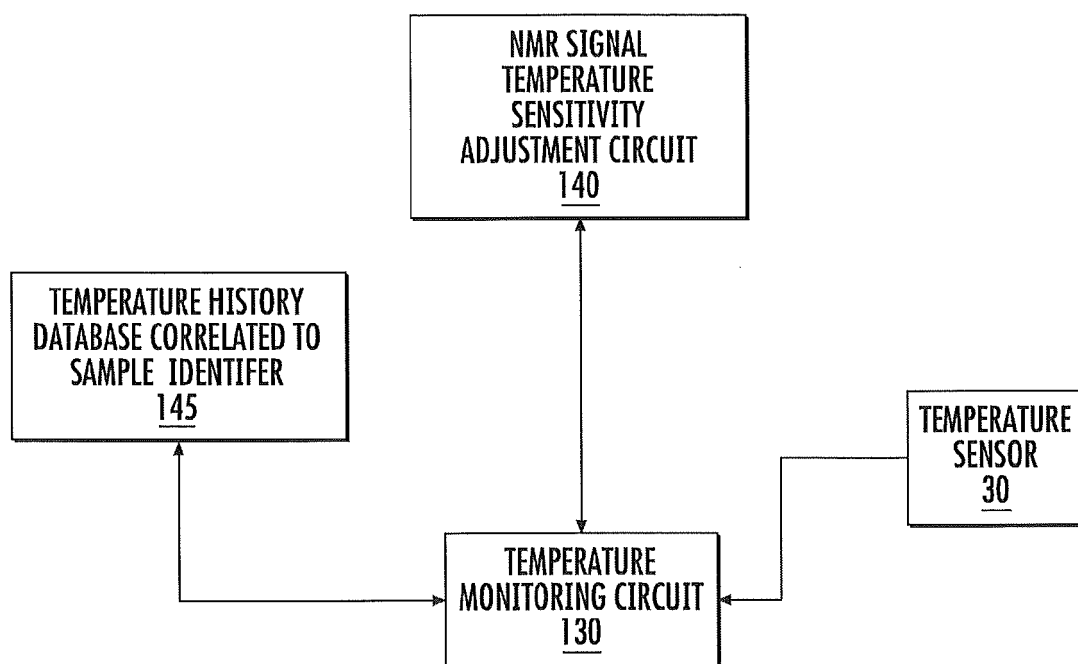 NMR SIGNAL
TEMPERATURE
SENSITIVITY
ADJUSTMENT CIRCUIT
140
TEMPERATURE HISTORY
DATABASE CORRELATED TO
SAMPLE IDENTIFER
145
TEMPERATURE
SENSOR
30
TEMPERATURE
MONITORING CIRCUIT
130